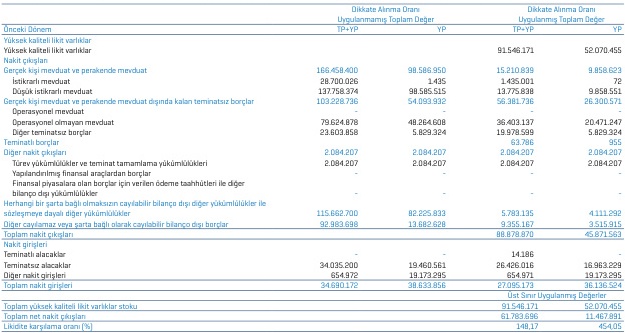 Dikkate Alınma Oranı Dikkate Alınma Oranı
Uygulanmamış Toplam Değer Uygulanmış Toplam Değer
Önceki Dönem TP+YP YP TP+YP YP
Yüksek kaliteli likit varlıklar
Yüksek kaliteli likit varlıklar 91.546.171 52.070.455
Nakit çıkışları
Gerçek kişi mevduat ve perakende mevduat 166.458.400 98.586.950 15.210.839 9.858.623
İstikrarlı mevduat 28.700.026 1.435 1.435.001 72
Düşük istikrarlı mevduat 137.758.374 98.585.515 13.775.838 9.858.551
Gerçek kişi mevduat ve perakende mevduat dışında kalan teminatsız borçlar 103.228.736 54.093.932 56.381.736 26.300.571
Operasyonel mevduat - - - -
Operasyonel olmayan mevduat 79.624.878 48.264.608 36.403.137 20.471.247
Diğer teminatsız borçlar 23.603.858 5.829.324 19.978.599 5.829.324
Teminatlı borçlar 63.786 955
Diğer nakit çıkışları 2.084.207 2.084.207 2.084.207 2.084.207
Türev yükümlülükler ve teminat tamamlama yükümlülükleri 2.084.207 2.084.207 2.084.207 2.084.207
Yapılandırılmış finansal araçlardan borçlar - - - -
Finansal piyasalara olan borçlar için verilen ödeme taahhütleri ile diğer
bilanço dışı yükümlülükler - - - -
Herhangi bir şarta bağlı olmaksızın cayılabilir bilanço dışı diğer yükümlülükler ile
sözleşmeye dayalı diğer yükümlülükler 115.662.700 82.225.833 5.783.135 4.111.292
Diğer cayılamaz veya şarta bağlı olarak cayılabilir bilanço dışı borçlar 92.983.698 13.682.628 9.355.167 3.515.915
Toplam nakit çıkışları 88.878.870 45.871.563
Nakit girişleri
Teminatlı alacaklar - - 14.186 -
Teminatsız alacaklar 34.035.200 19.460.561 26.426.016 16.963.229
Diğer nakit girişleri 654.972 19.173.295 654.971 19.173.295
Toplam nakit girişleri 34.690.172 38.633.856 27.095.173 36.136.524
Üst Sınır Uygulanmış Değerler
Toplam yüksek kaliteli likit varlıklar stoku 91.546.171 52.070.455
Toplam net nakit çıkışları 61.783.696 11.467.891
Likidite karşılama oranı (%) 148,17 454,05